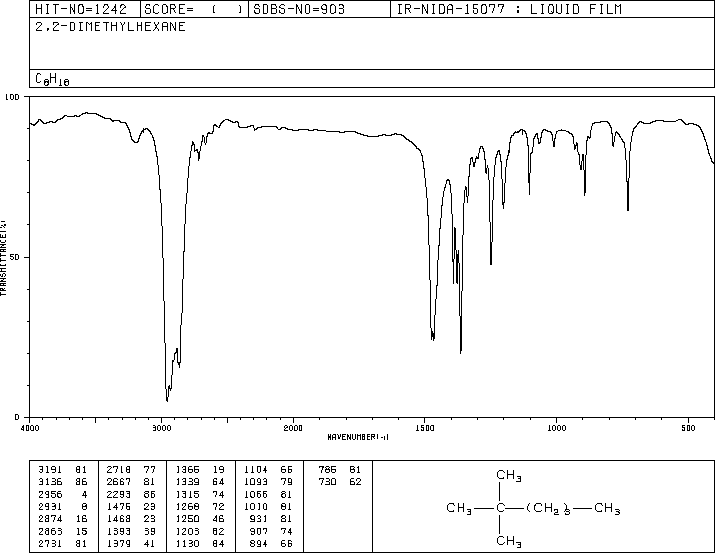 HIT-NO=1242 SCORE= ( ) SDBS-NO=903 IR-NIDA-15077 : LIQUID FILM
2,2-DIMETHYLHEXANE
C8H18
100
50
0
TRANSMITTANCE(%)
4000 3000 2000 1500 1000 500
WAVENUMBER(-1)
3191 81 2718 77 1366 19 1104 66 786 81
3136 86 2667 81 1339 64 1093 79 730 62
2956 4 2293 86 1315 74 1066 81
2931 8 1476 23 1268 72 1010 81
2874 16 1468 23 1250 46 931 81
2863 15 1393 39 1203 62 907 74
2731 81 1379 41 1130 84 894 66
CH3
CH3 C (CH2)3 CH3
CH3